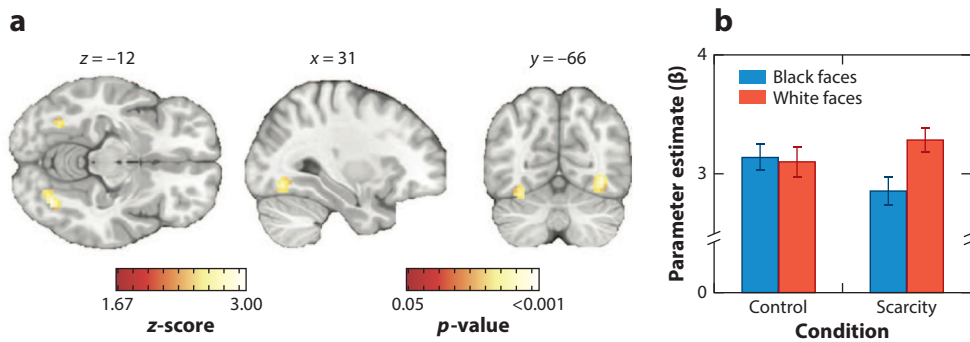 a
z = –12
x = 31
y = –66
1.67
3.00
z-score
0.05
<0.001
p-value
b
4
3
0
Parameter estimate (β)
Black faces
White faces
Control
Scarcity
Condition